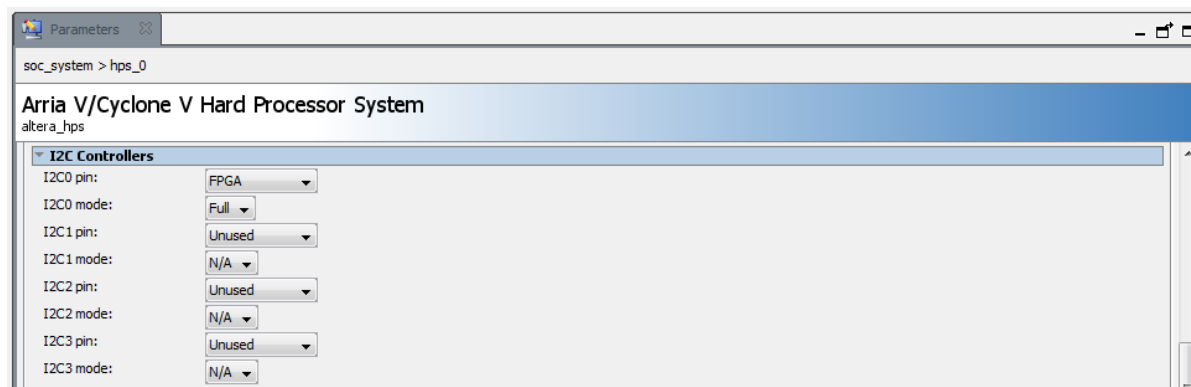 Parameters
soc_system > hps_0
Arria V/Cyclone V Hard Processor System
altera_hps
I2C Controllers
I2C0 pin: FPGA
I2C0 mode: Full
I2C1 pin: Unused
I2C1 mode: N/A
I2C2 pin: Unused
I2C2 mode: N/A
I2C3 pin: Unused
I2C3 mode: N/A